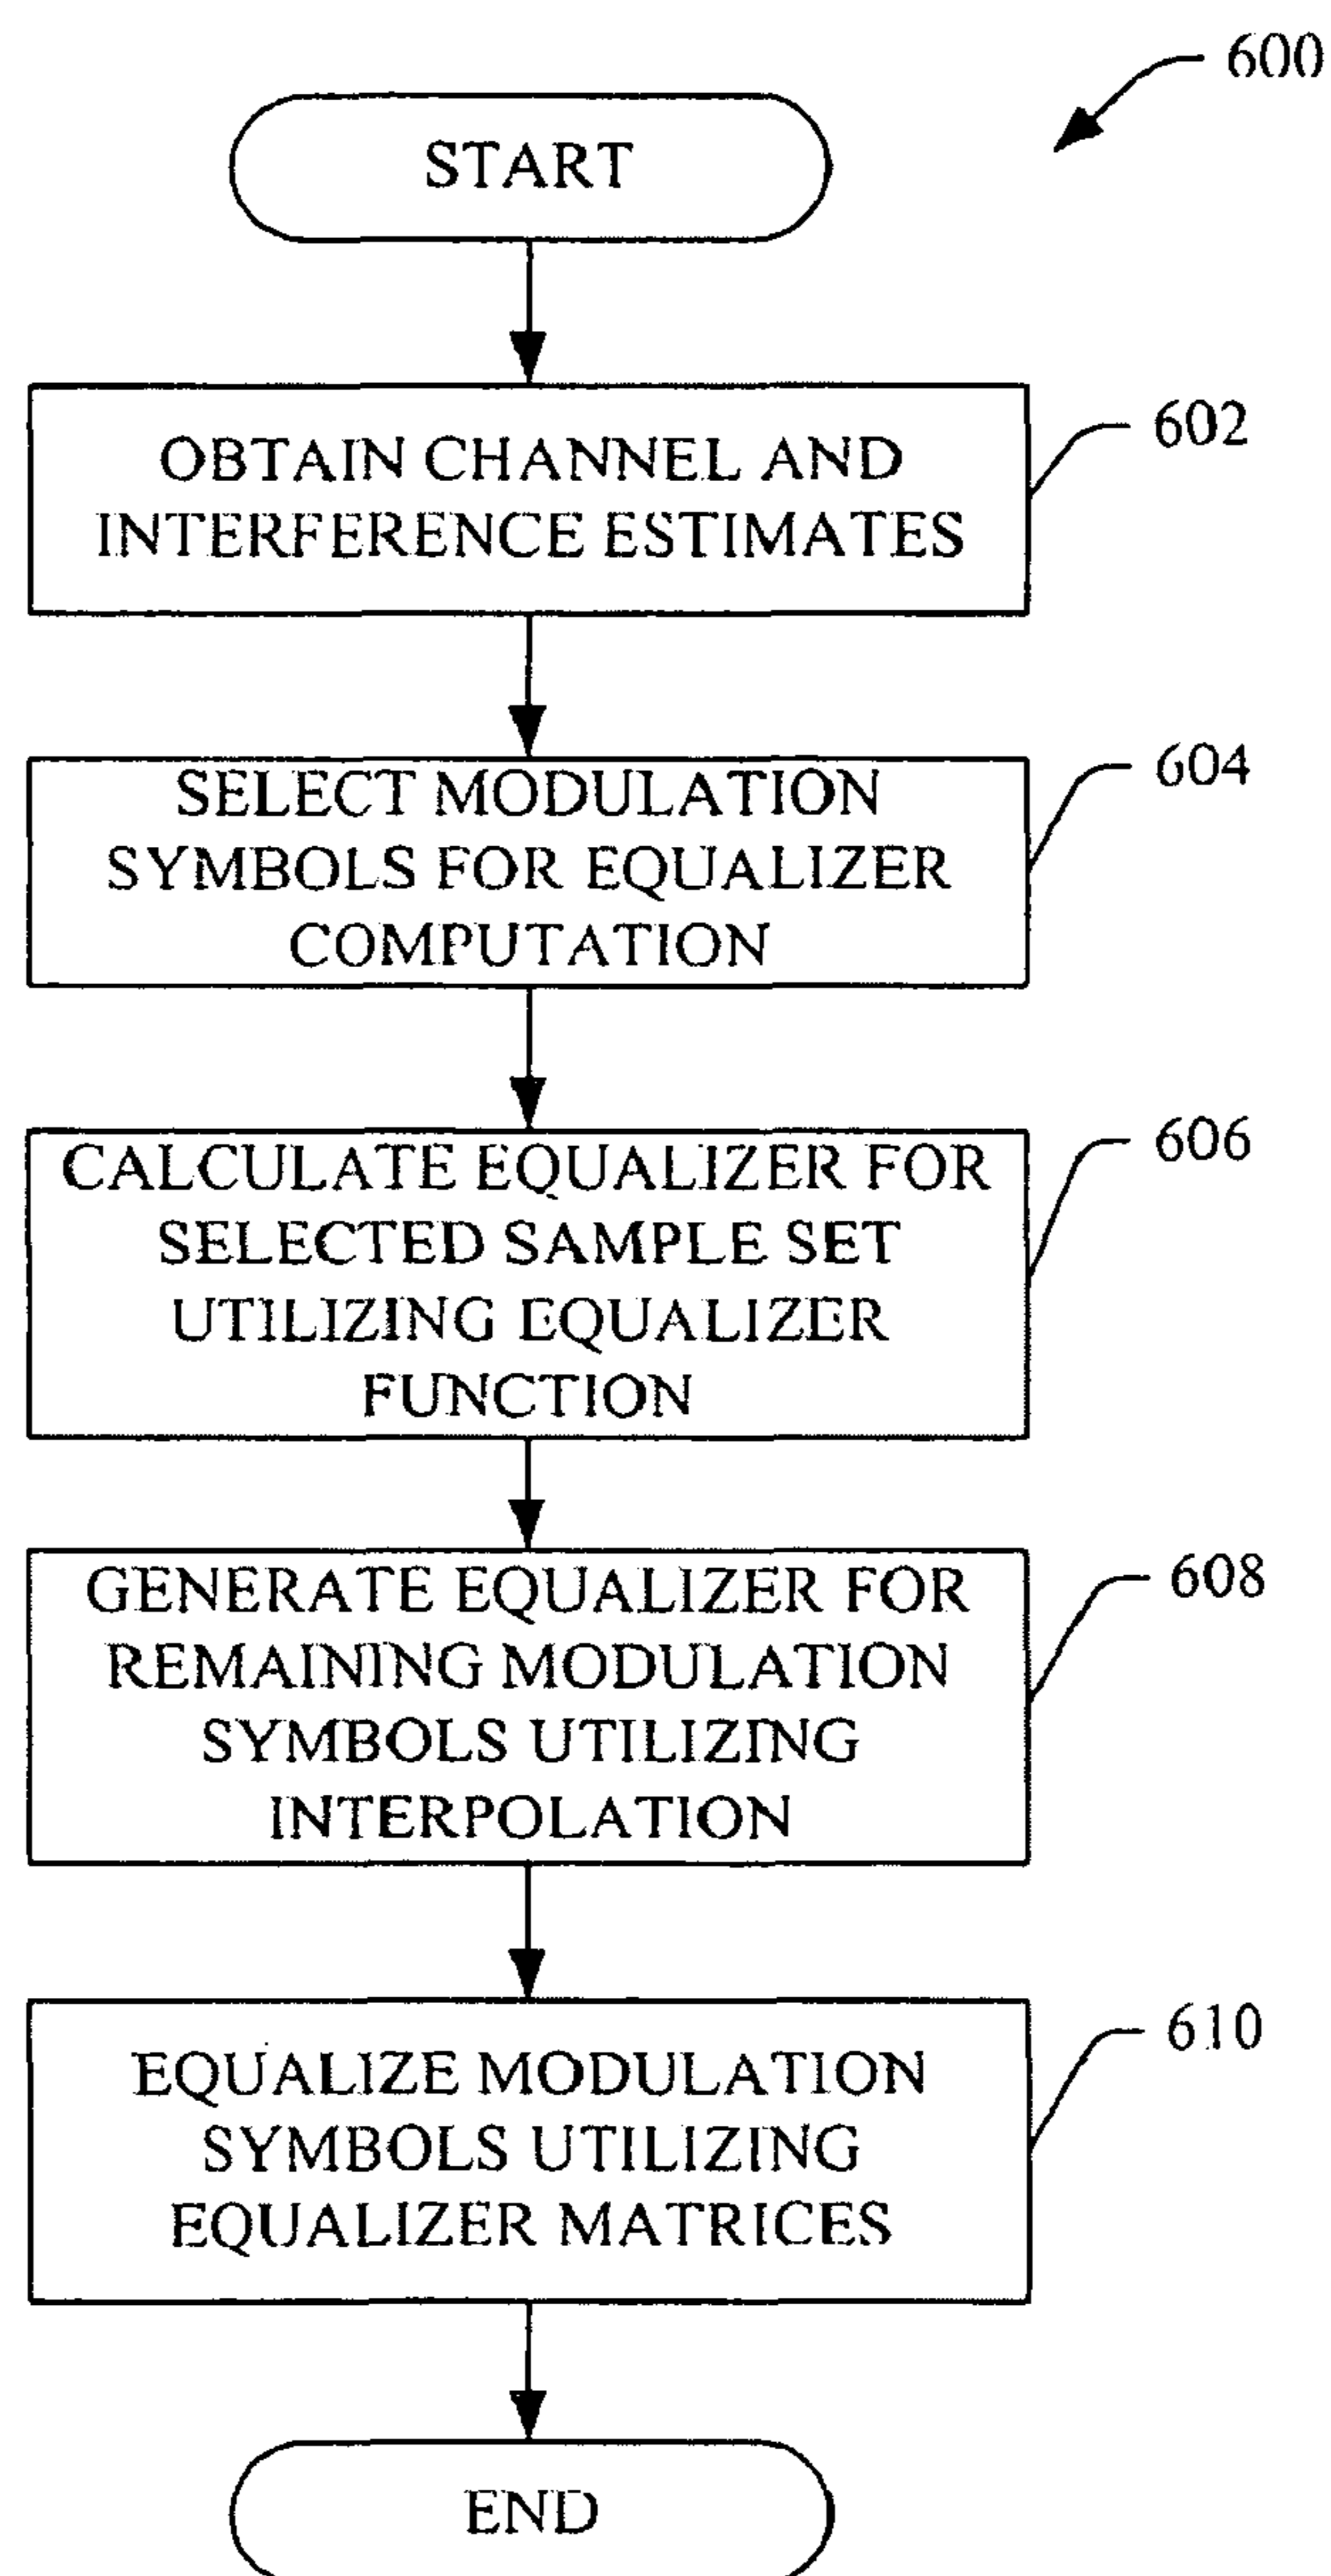 600
START
OBTAIN CHANNEL AND
INTERFERENCE ESTIMATES
602
SELECT MODULATION
SYMBOLS FOR EQUALIZER
COMPUTATION
604
CALCULATE EQUALIZER FOR
SELECTED SAMPLE SET
UTILIZING EQUALIZER
FUNCTION
606
GENERATE EQUALIZER FOR
REMAINING MODULATION
SYMBOLS UTILIZING
INTERPOLATION
608
EQUALIZE MODULATION
SYMBOLS UTILIZING
EQUALIZER MATRICES
610
END